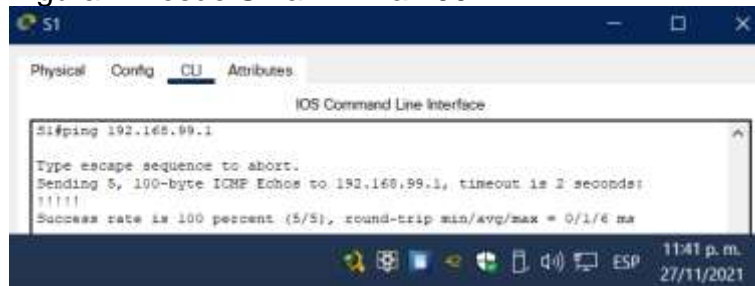 S1
Physical Config CLI Attributes
IOS Command Line Interface
S1#ping 192.168.99.1
Type escape sequence to abort.
Sending 5, 100-byte ICMP Echos to 192.168.99.1, timeout is 2 seconds:
!!!!!
Success rate is 100 percent (5/5), round-trip min/avg/max = 0/1/6 ms
ESP
11:41 p. m.
27/11/2021